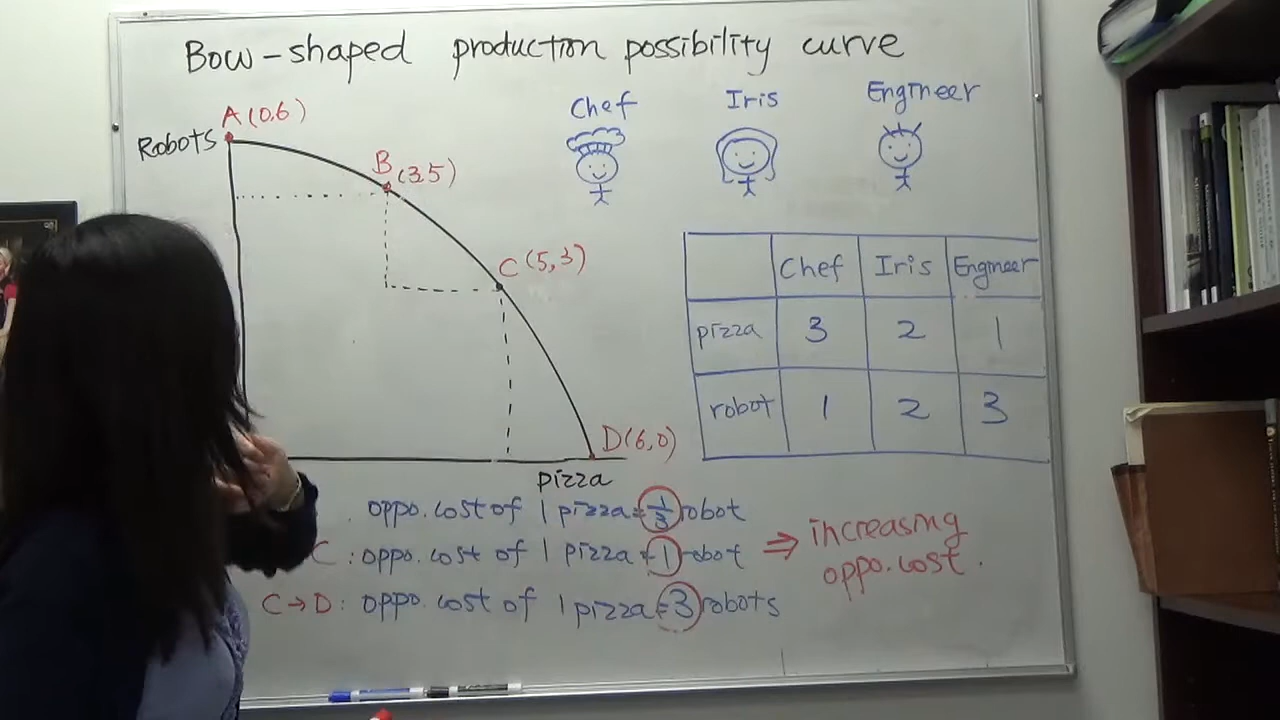 Bow-shaped production possibility curve
A (0,6)
Robots
B (3,5)
C (5,3)
D (6,0)
pizza
Chef Iris Engineer
Chef Iris Engineer
pizza 3 2 1
robot 1 2 3
oppo. cost of 1 pizza = 1/3 robot
C : oppo. cost of 1 pizza = 1 robot
C → D : oppo. cost of 1 pizza = 3 robots
⇒ increasing
oppo. cost.